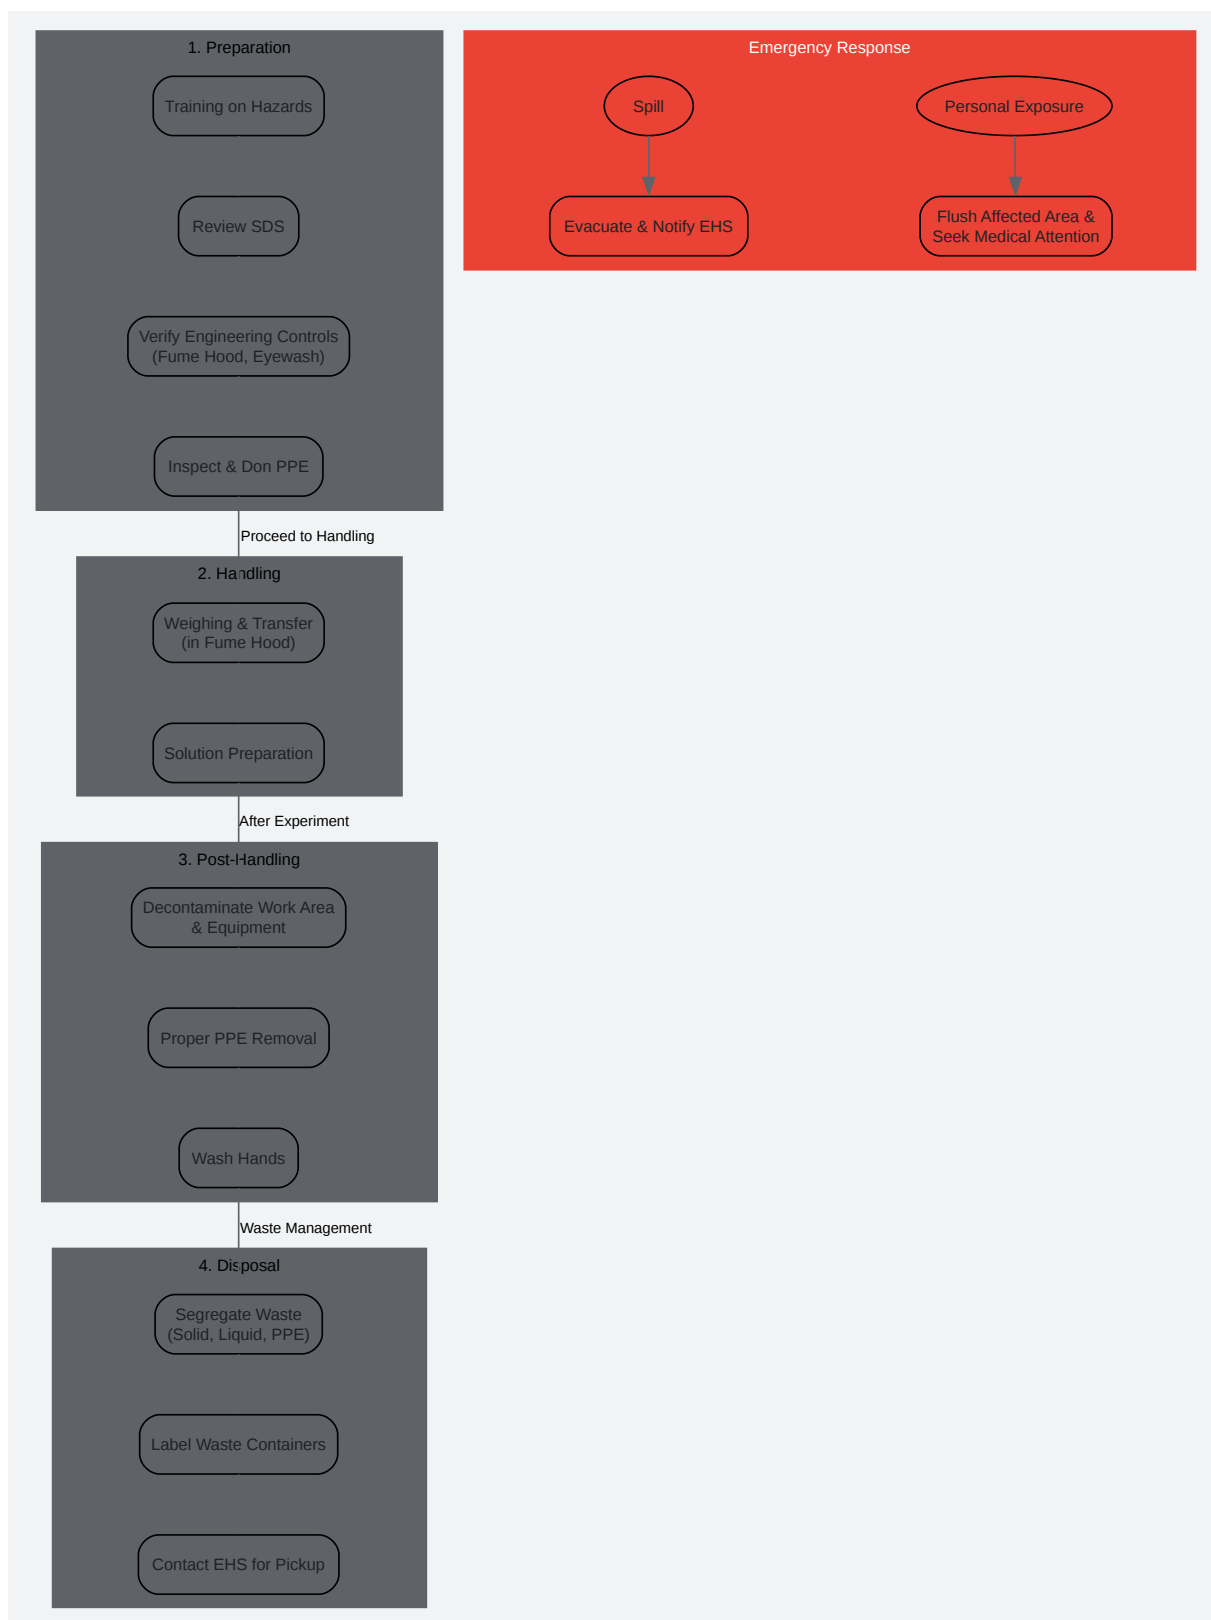 1. Preparation
Training on Hazards
Review SDS
Verify Engineering Controls
(Fume Hood, Eyewash)
Inspect & Don PPE
Proceed to Handling
2. Handling
Weighing & Transfer
(in Fume Hood)
Solution Preparation
After Experiment
3. Post-Handling
Decontaminate Work Area
& Equipment
Proper PPE Removal
Wash Hands
Waste Management
4. Disposal
Segregate Waste
(Solid, Liquid, PPE)
Label Waste Containers
Contact EHS for Pickup
Emergency Response
Spill
Evacuate & Notify EHS
Personal Exposure
Flush Affected Area &
Seek Medical Attention